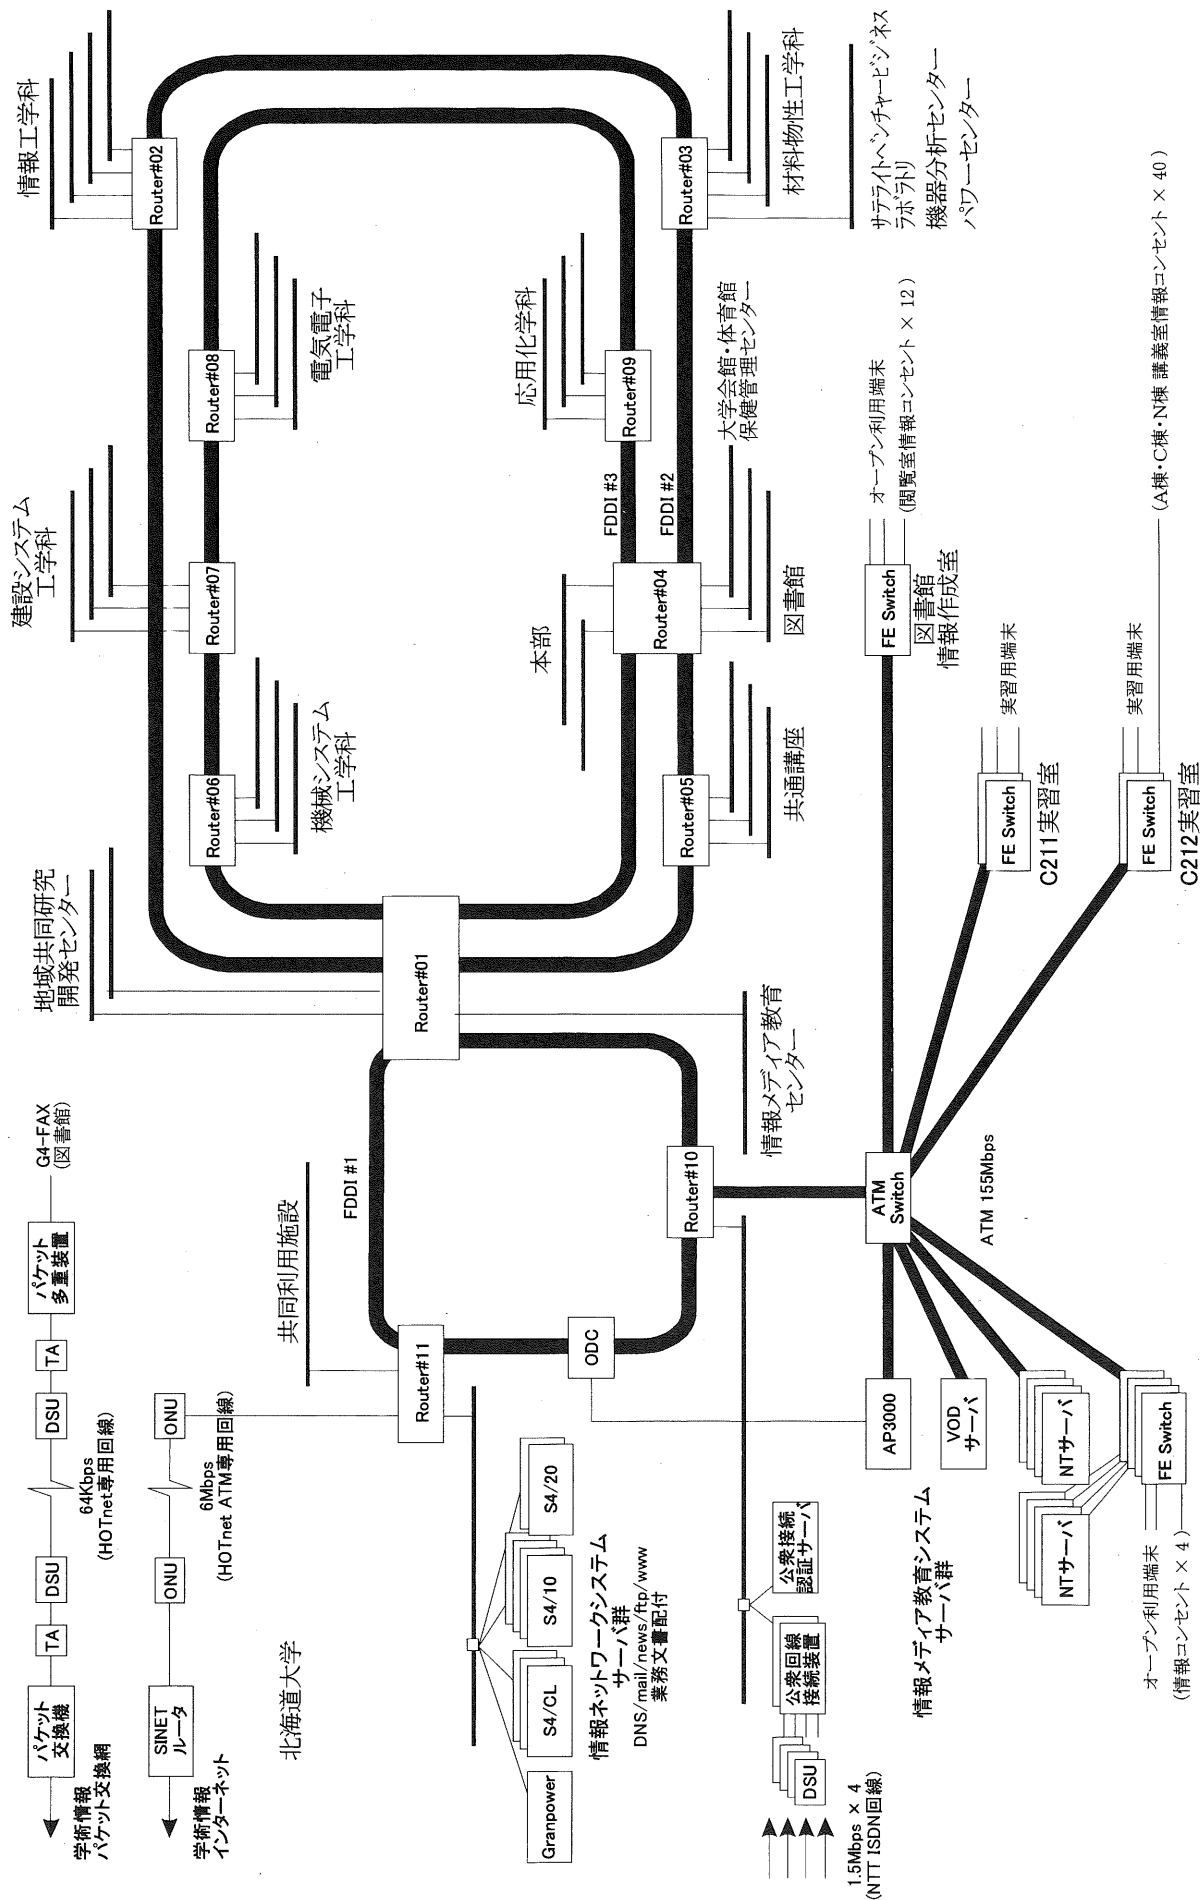 学術情報
パケット交換網
パケット
交換機
TA
DSU
64Kbps
(HOTnet専用回線)
DSU
TA
パケット
多重装置
G4-FAX
(図書館)
学術情報
インターネット
SINET
ルータ
ONU
6Mbps
(HOTnet ATM専用回線)
ONU
北海道大学
共同利用施設
FDDI #1
Router#11
ODC
Router#10
Router#01
地域共同研究
開発センター
情報メディア教育
センター
Granpower
S4/CL
S4/10
S4/20
情報ネットワークシステム
サーバ群
DNS/mail/news/ftp/www
業務文書配付
1.5Mbps × 4
(NTT ISDN回線)
DSU
公衆回線
接続装置
公衆接続
認証サーバ
情報メディア教育システム
サーバ群
AP3000
VOD
サーバ
NTサーバ
NTサーバ
FE Switch
オープン利用端末
(情報コンセント × 4)
ATM
Switch
ATM 155Mbps
Router#06
機械システム
工学科
Router#07
建設システム
工学科
Router#08
電気電子
工学科
Router#02
情報工学科
Router#03
材料物性工学科
サテライトベンチャービジネス
ラボラトリ
機器分析センター
パワーセンター
Router#09
応用化学科
FDDI #3
FDDI #2
Router#04
本部
大学会館・体育館
保健管理センター
図書館
Router#05
共通講座
FE Switch
図書館
情報作成室
オープン利用端末
(閲覧室情報コンセント × 12)
FE Switch
C211実習室
実習用端末
FE Switch
C212実習室
実習用端末
(A棟・C棟・N棟 講義室情報コンセント × 40)